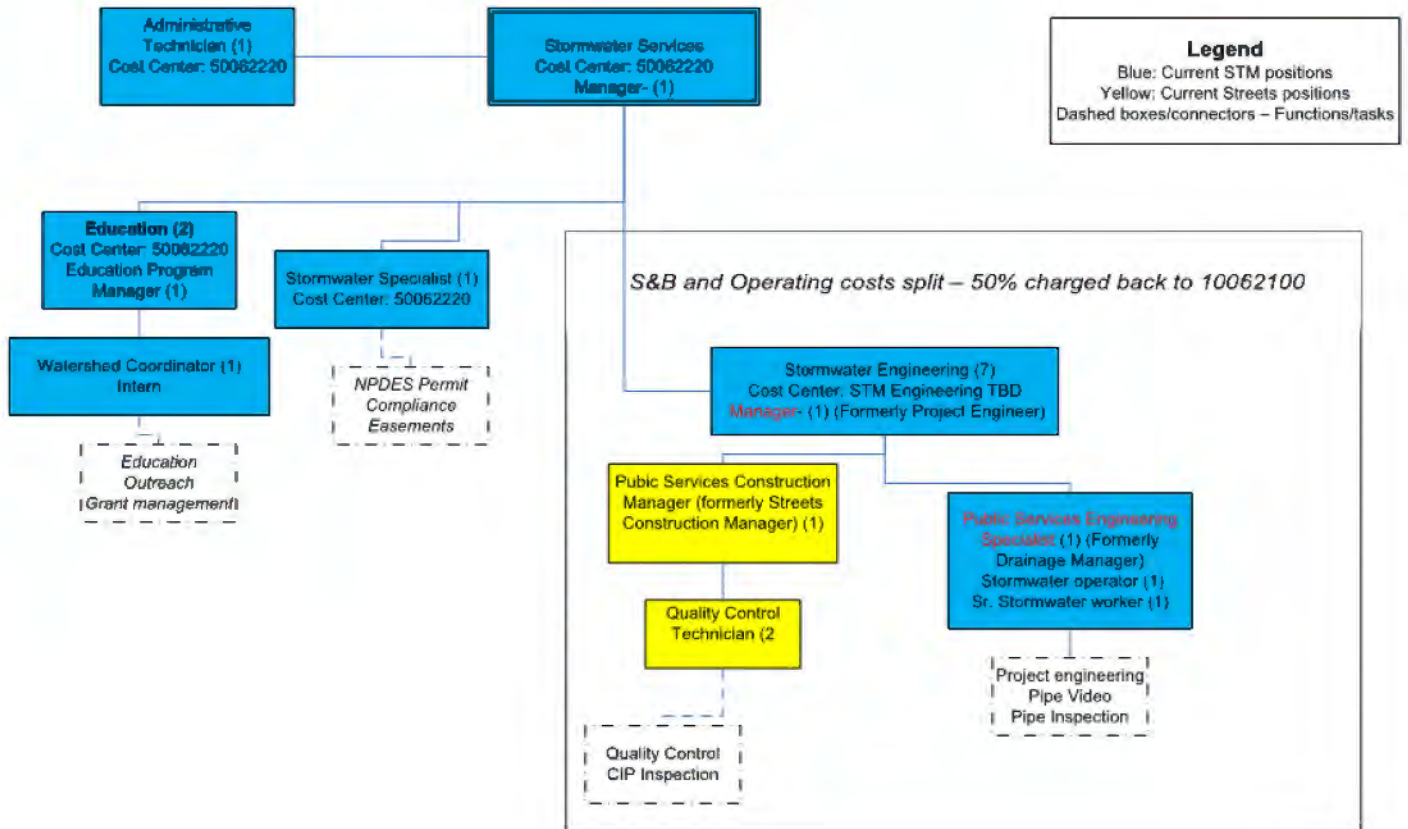 Administrative
Technician (1)
Cost Center: 50062220
Stormwater Services
Cost Center: 50062220
Manager- (1)
Legend
Blue: Current STM positions
Yellow: Current Streets positions
Dashed boxes/connectors – Functions/tasks
Education (2)
Cost Center: 50062220
Education Program
Manager (1)
Stormwater Specialist (1)
Cost Center: 50062220
Watershed Coordinator (1)
Intern
NPDES Permit
Compliance
Easements
Education
Outreach
Grant management
S&B and Operating costs split – 50% charged back to 10062100
Stormwater Engineering (7)
Cost Center: STM Engineering TBD
Manager- (1) (Formerly Project Engineer)
Pubic Services Construction
Manager (formerly Streets
Construction Manager) (1)
Public Services Engineering
Specialist (1) (Formerly
Drainage Manager)
Stormwater operator (1)
Sr. Stormwater worker (1)
Quality Control
Technician (2
Project engineering
Pipe Video
Pipe Inspection
Quality Control
CIP Inspection